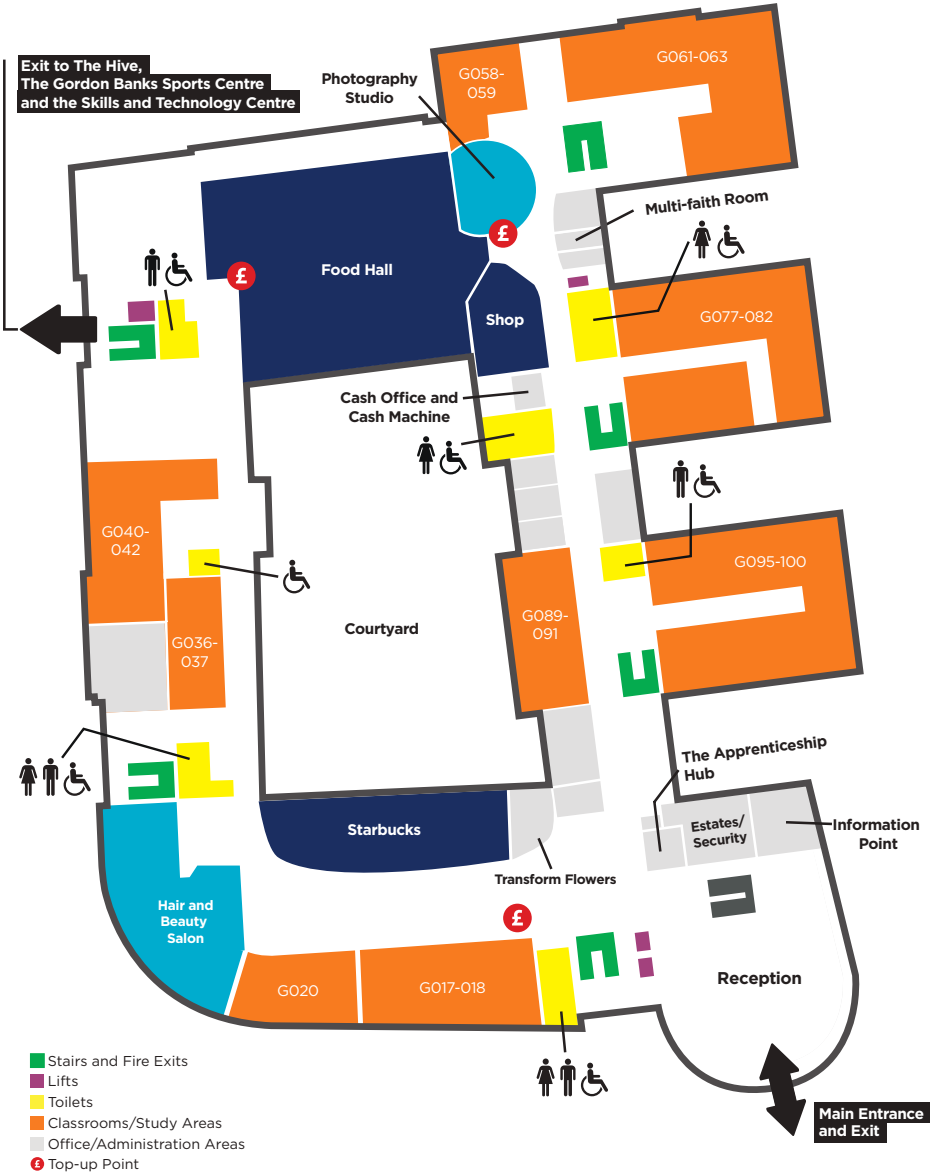 Exit to The Hive,
The Gordon Banks Sports Centre
and the Skills and Technology Centre
Photography
Studio
G058-
059
G061-063
Multi-faith Room
£
£
Food Hall
Shop
G077-082
Cash Office and
Cash Machine
G040-
042
G036-
037
Courtyard
G089-
091
G095-100
The Apprenticeship
Hub
Estates/
Security
Information
Point
Starbucks
Transform Flowers
Hair and
Beauty
Salon
£
G020
G017-018
Reception
Main Entrance
and Exit
Stairs and Fire Exits
Lifts
Toilets
Classrooms/Study Areas
Office/Administration Areas
£ Top-up Point